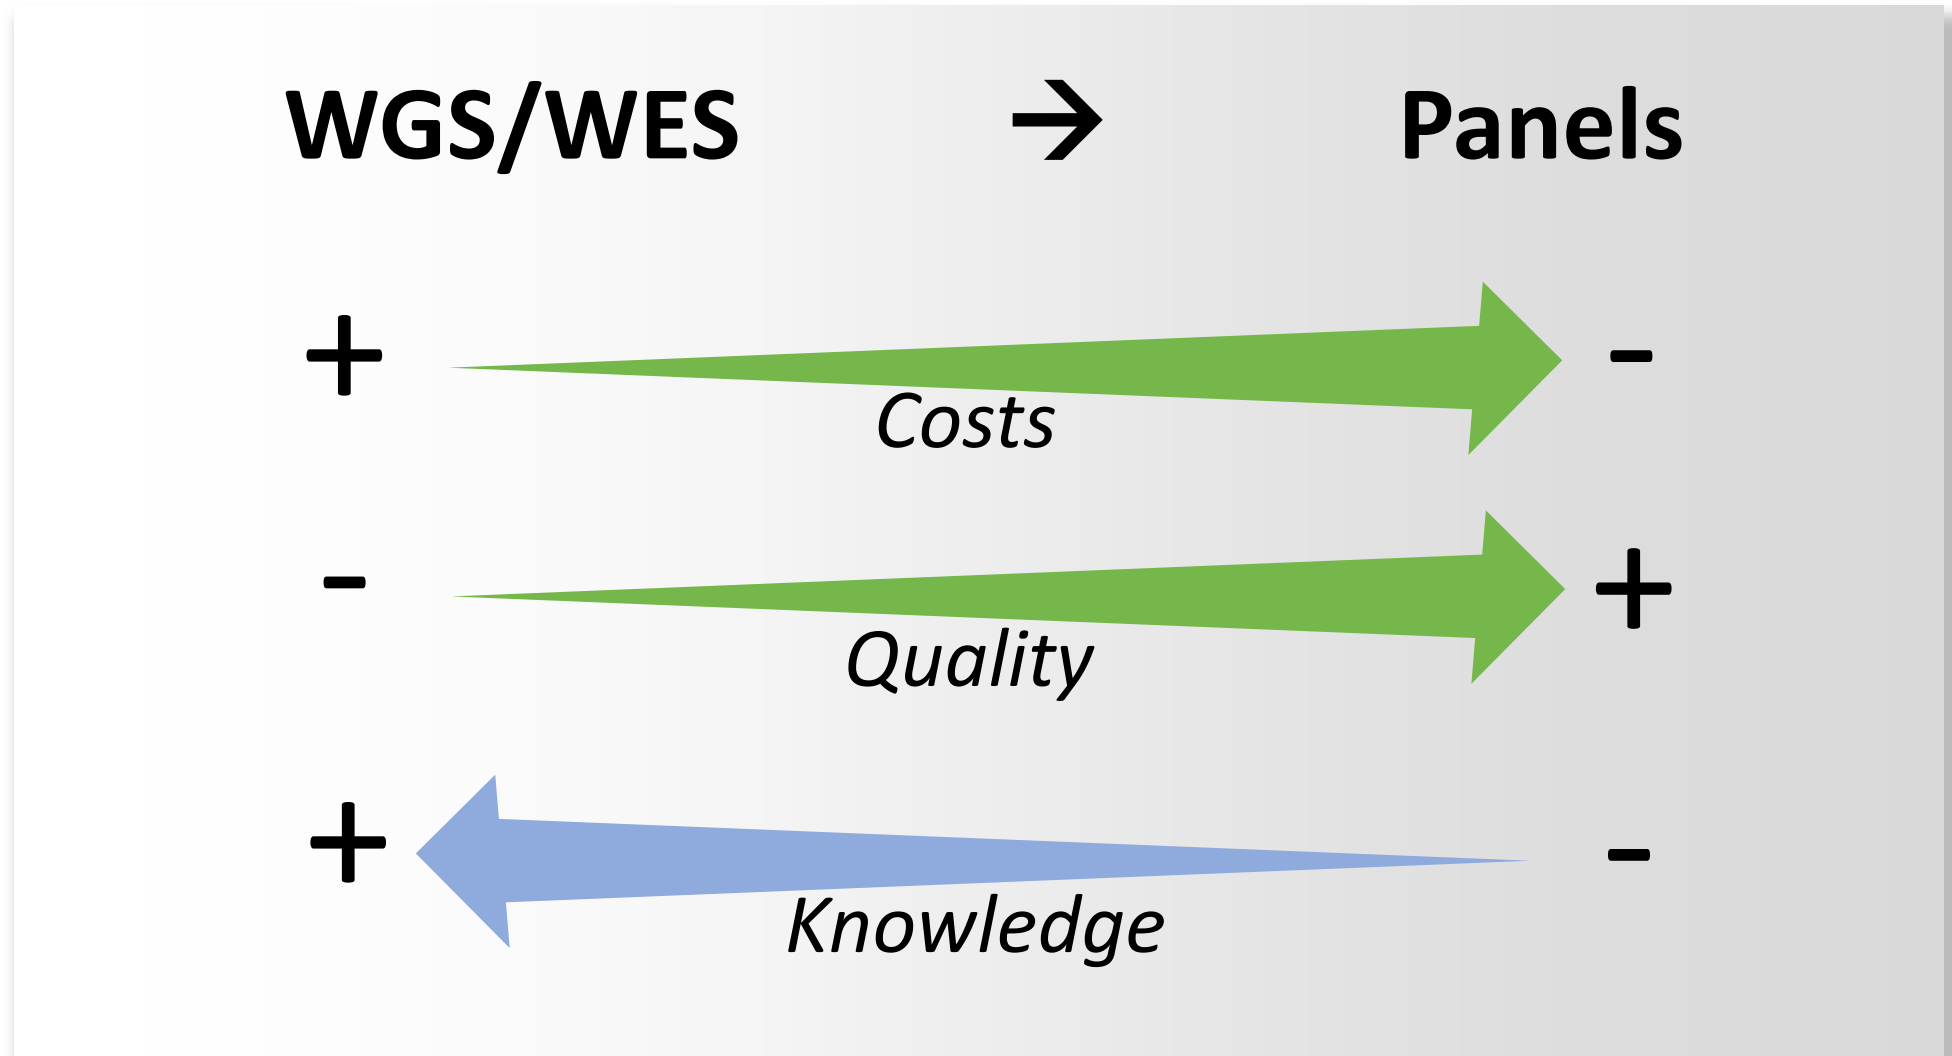 WGS/WES → Panels
+ -
Costs
- +
Quality
+ -
Knowledge